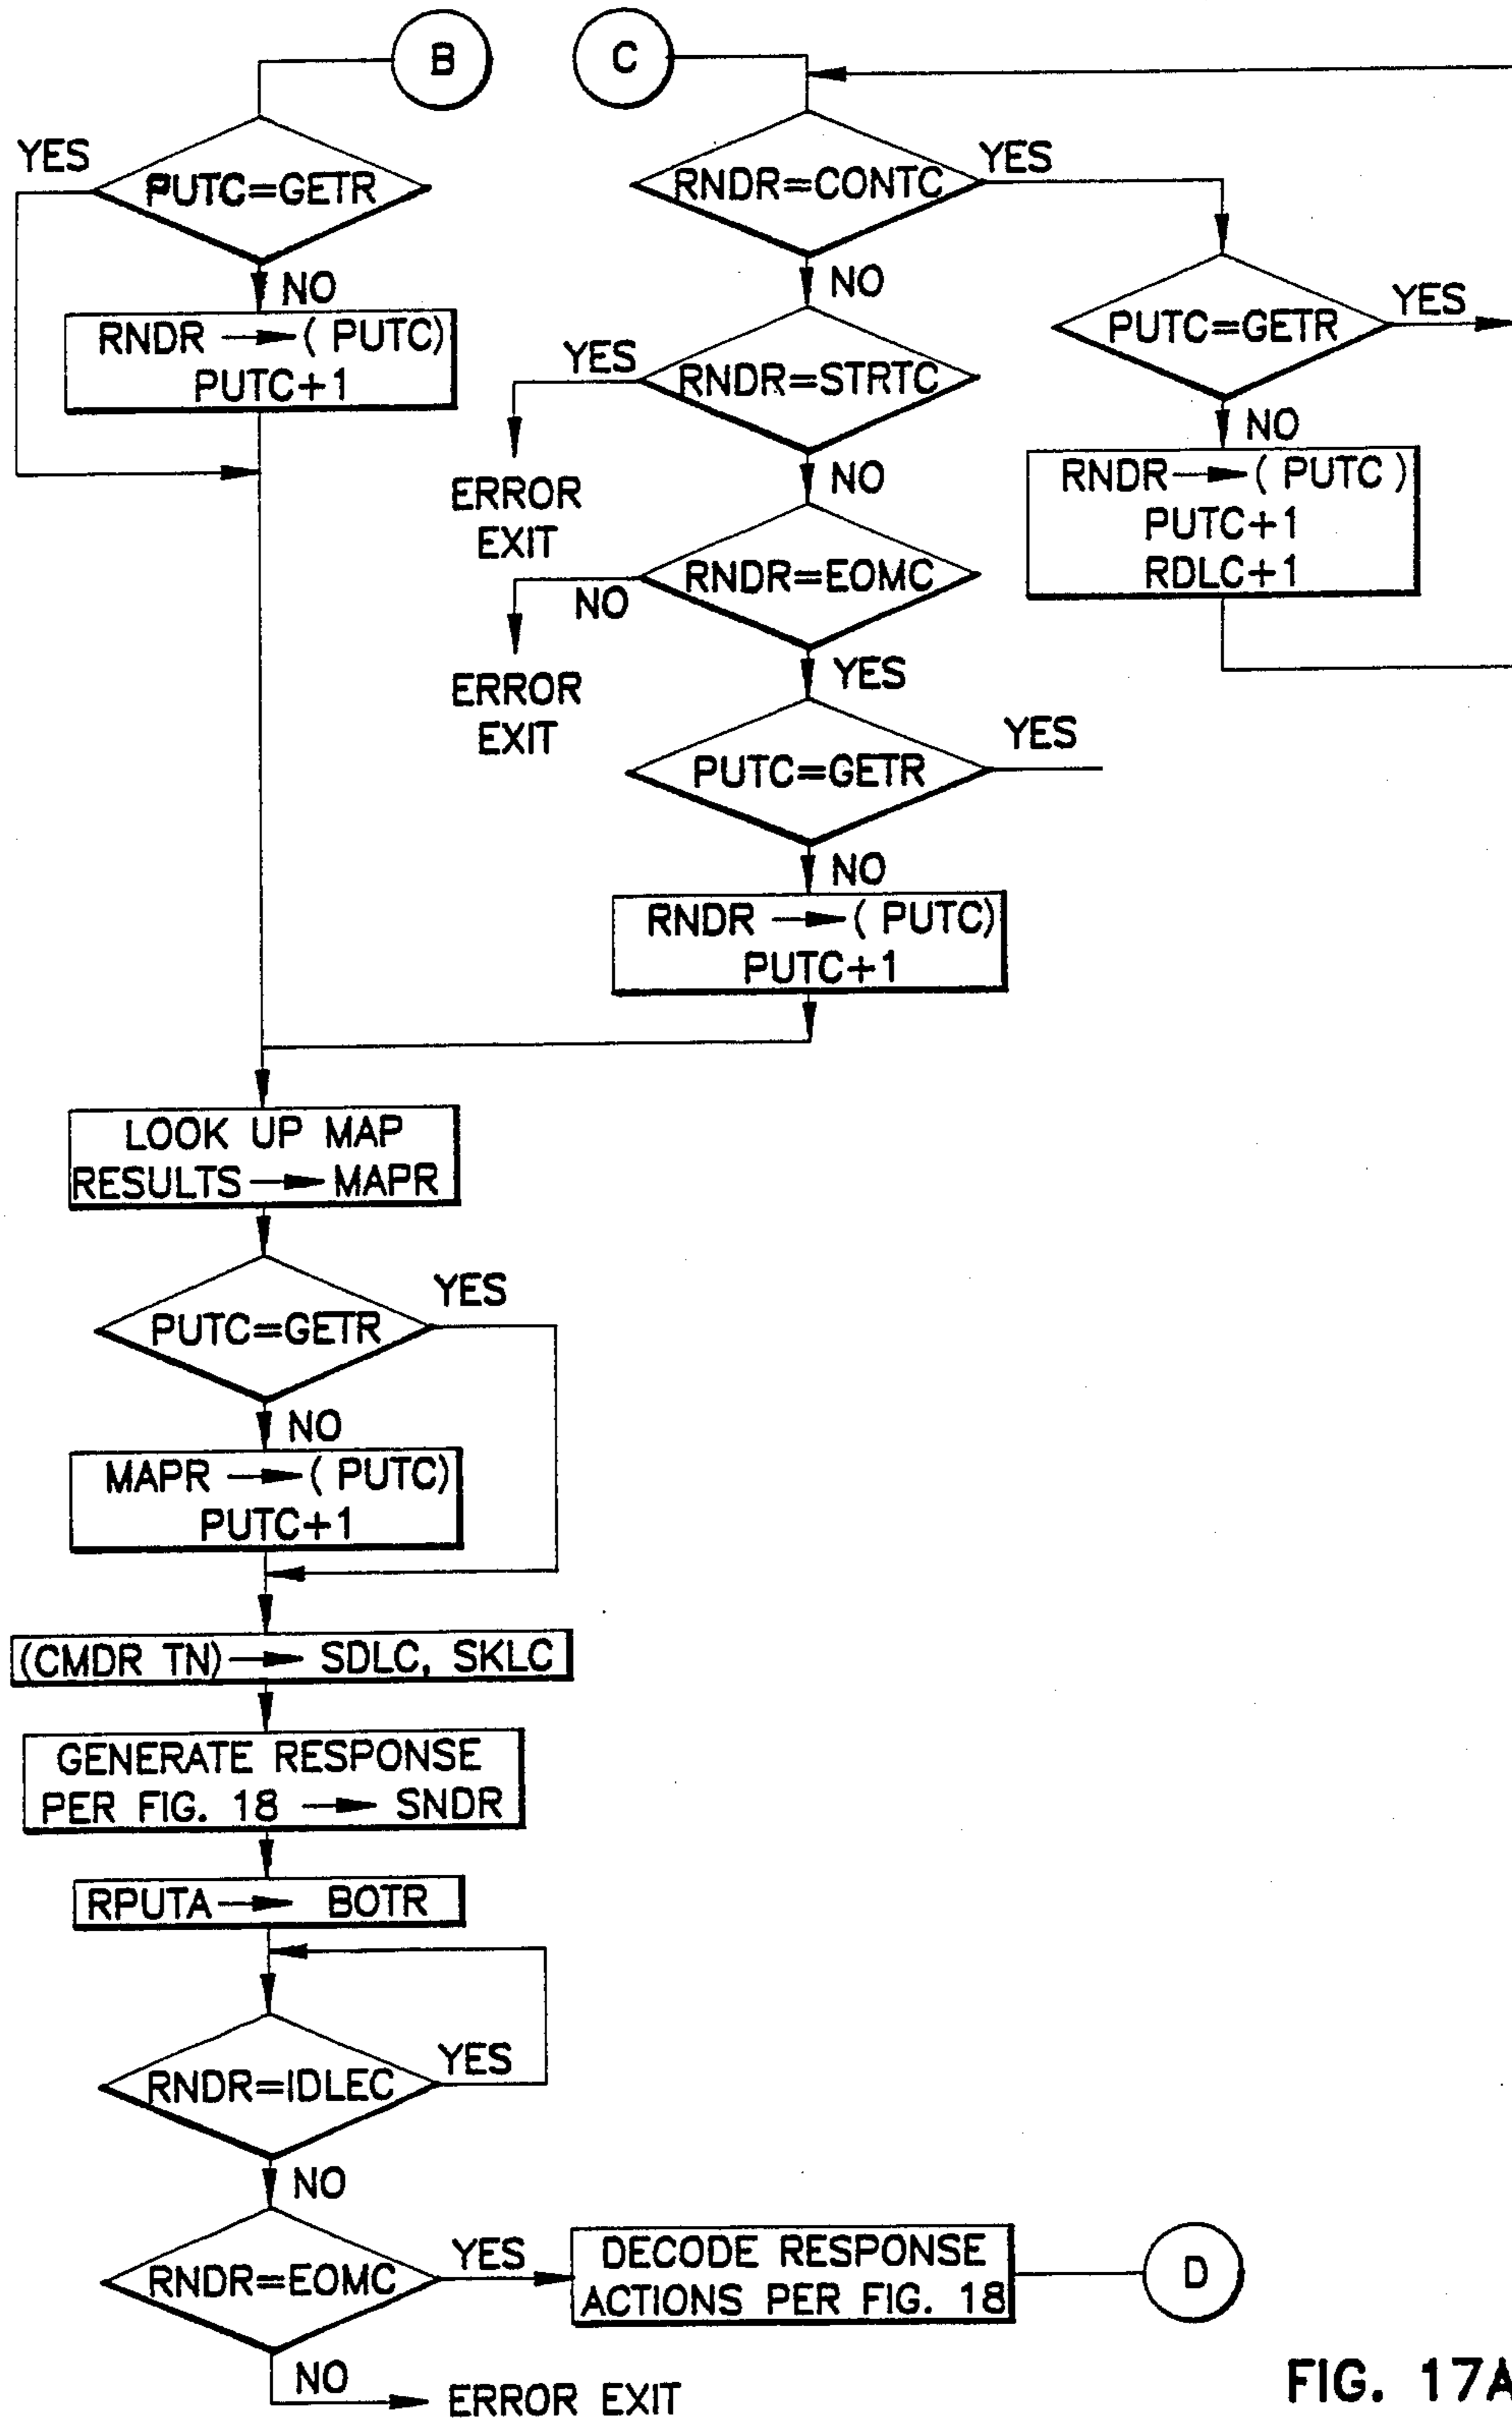 B
YES
PUTC=GETR
NO
RNDR → ( PUTC)
PUTC+1
C
RNDR=CONTC
YES
NO
PUTC=GETR
YES
NO
RNDR → ( PUTC )
PUTC+1
RDLC+1
RNDR=STRTC
YES
ERROR
EXIT
NO
RNDR=EOMC
NO
ERROR
EXIT
YES
PUTC=GETR
YES
NO
RNDR → ( PUTC)
PUTC+1
LOOK UP MAP
RESULTS → MAPR
PUTC=GETR
YES
NO
MAPR → ( PUTC)
PUTC+1
(CMDR TN) → SDLC, SKLC
GENERATE RESPONSE
PER FIG. 18 → SNDR
RPUTA → BOTR
RNDR=IDLEC
YES
NO
RNDR=EOMC
YES
DECODE RESPONSE
ACTIONS PER FIG. 18
D
NO
ERROR EXIT
FIG. 17A